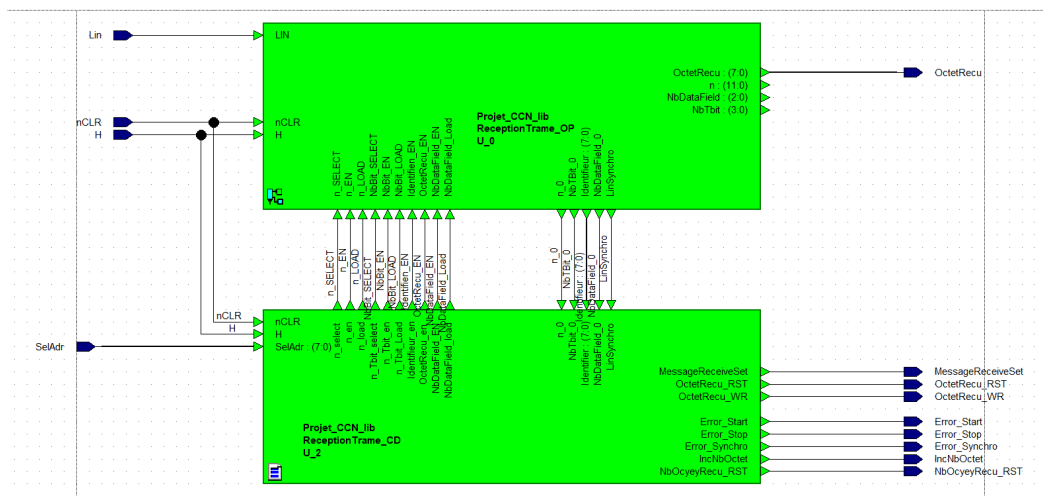 Lin
LIN
OctetRecu : (7:0)
OctetRecu
n : (11:0)
NbDataField : (2:0)
NbTbit : (3:0)
nCLR
nCLR
H
H
Projet_CCN_lib
ReceptionTrame_OP
U_0
n_SELECT
n_EN
n_LOAD
NbBit_SELECT
NbBit_EN
NbBit_LOAD
Identifien_EN
OctetRecu_EN
NbDataField_EN
NbDataField_Load
n_0
NbTBit_0
Identifieur : (7:0)
NbDataField_0
LinSynchro
n_SELECT
n_EN
n_LOAD
NbBit_SELECT
NbBit_EN
NbBit_LOAD
Identifien_EN
OctetRecu_EN
NbDataField_EN
NbDataField_Load
n_0
NbTBit_0
Identifieur : (7:0)
NbDataField_0
LinSynchro
nCLR
nCLR
H
H
SelAdr
SelAdr : (7:0)
n_select
n_en
n_load
n_Tbit_select
n_Tbit_en
n_Tbit_Load
Identifieur_en
OctetRecu_en
NbDataField_EN
NbDataField_load
n_0
NbTbit_0
Identifier : (7:0)
NbDataField_0
LinSynchro
MessageReceiveSet
MessageReceiveSet
OctetRecu_RST
OctetRecu_RST
OctetRecu_WR
OctetRecu_WR
Projet_CCN_lib
ReceptionTrame_CD
U_2
Error_Start
Error_Start
Error_Stop
Error_Stop
Error_Synchro
Error_Synchro
IncNbOctet
IncNbOctet
NbOcyeyRecu_RST
NbOcyeyRecu_RST